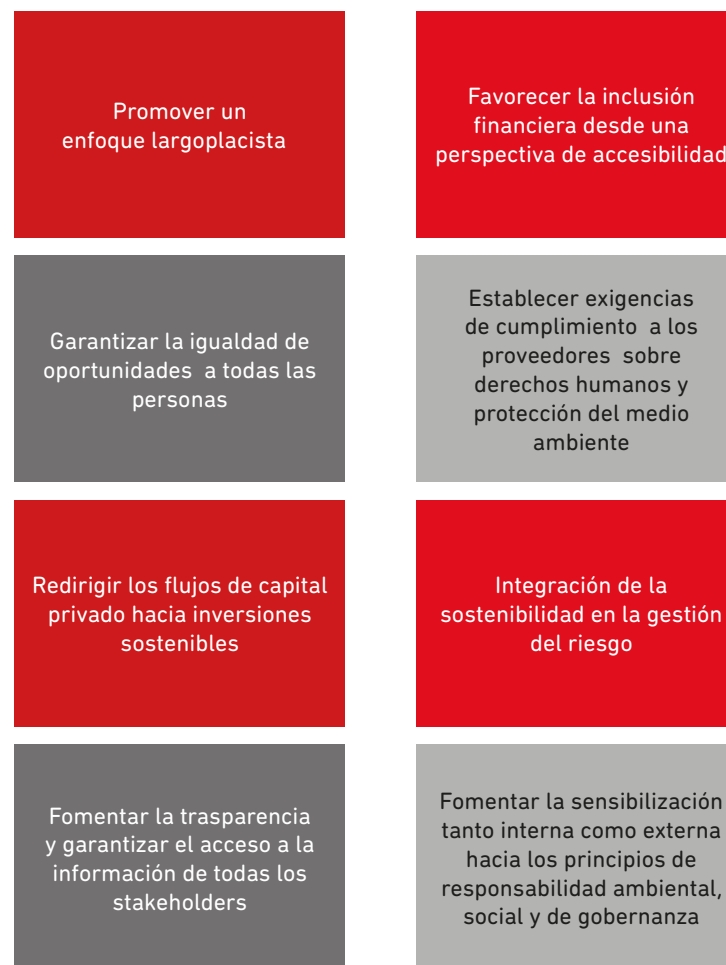 Promover un
enfoque largoplacista
Favorecer la inclusión
financiera desde una
perspectiva de accesibilidad
Garantizar la igualdad de
oportunidades a todas las
personas
Establecer exigencias
de cumplimiento a los
proveedores sobre
derechos humanos y
protección del medio
ambiente
Redirigir los flujos de capital
privado hacia inversiones
sostenibles
Integración de la
sostenibilidad en la gestión
del riesgo
Fomentar la trasparencia
y garantizar el acceso a la
información de todas los
stakeholders
Fomentar la sensibilización
tanto interna como externa
hacia los principios de
responsabilidad ambiental,
social y de gobernanza